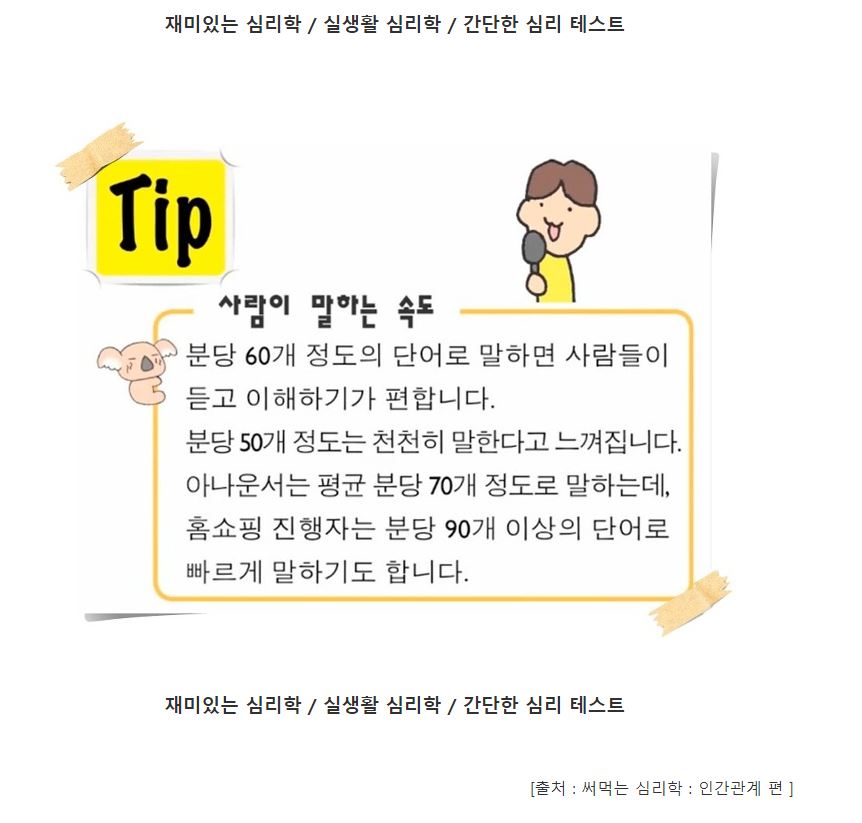 재미있는 심리학 / 실생활 심리학 / 간단한 심리 테스트
Tip
사람이 말하는 속도
분당 60개 정도의 단어로 말하면 사람들이
듣고 이해하기가 편합니다.
분당 50개 정도는 천천히 말한다고 느껴집니다.
아나운서는 평균 분당 70개 정도로 말하는데,
홈쇼핑 진행자는 분당 90개 이상의 단어로
빠르게 말하기도 합니다.
재미있는 심리학 / 실생활 심리학 / 간단한 심리 테스트
[출처 : 써먹는 심리학 : 인간관계 편 ]